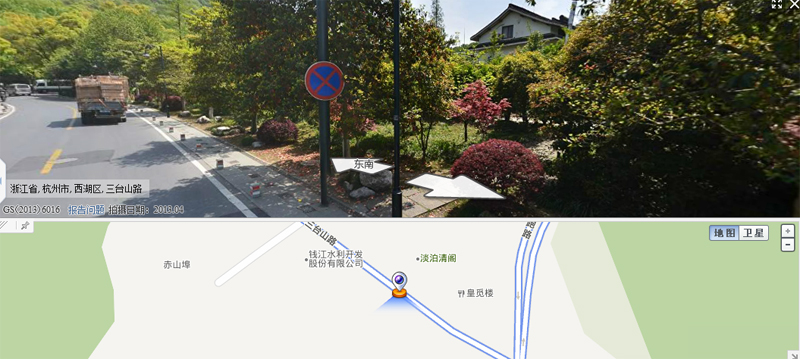 东南
浙江省, 杭州市, 西湖区, 三台山路
GS(2013)6016 报告问题 拍摄日期: 2013.04
三台山路
地图 卫星
钱江水利开发
股份有限公司
淡泊清阁
赤山埠
皇觅楼